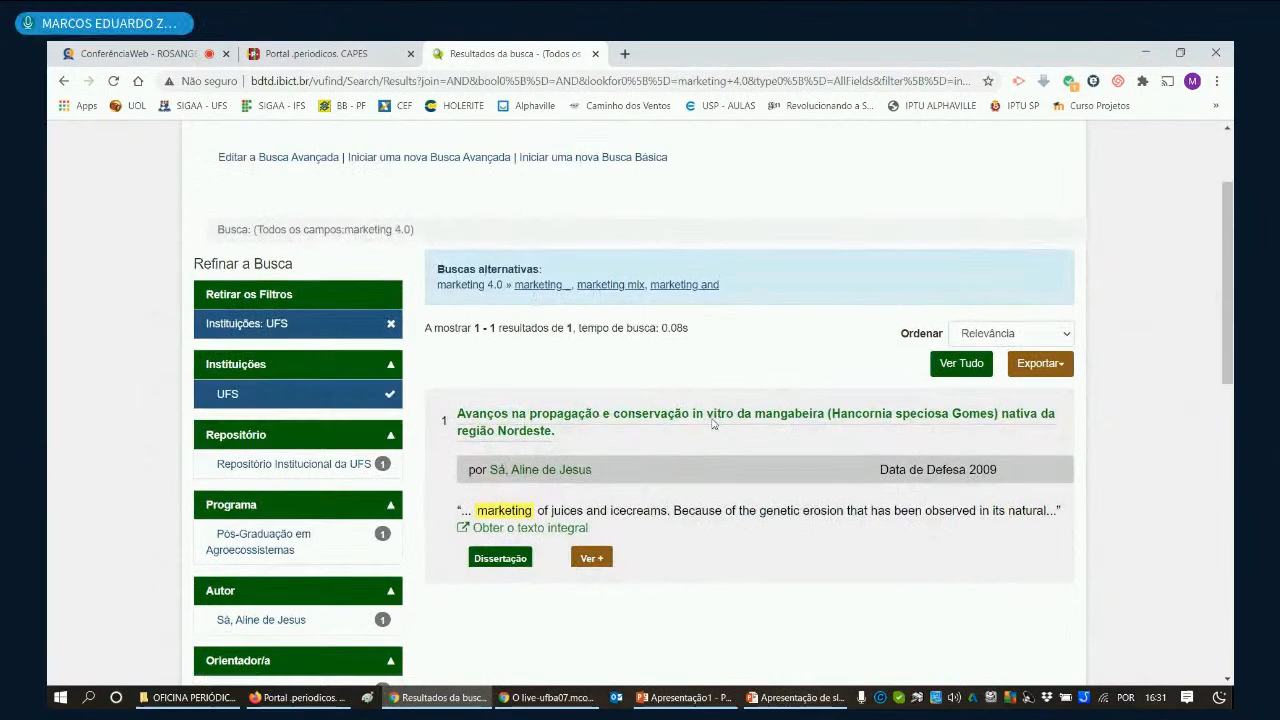 MARCOS EDUARDO Z...
ConferênciaWeb - ROSANGE
Portal .periodicos. CAPES
Resultados da busca - (Todos os
Não seguro
bdtd.ibict.br/vufind/Search/Results?join=AND&bool0%5B%5D=AND&lookfor0%5B%5D=marketing+4.0&type0%5B%5D=AllFields&filter%5B%5D=in...
M
Apps
UOL
SIGAA - UFS
SIGAA - IFS
BB - PF
CEF
HOLERITE
Alphaville
Caminho dos Ventos
USP - AULAS
Revolucionando a S...
IPTU ALPHAVILLE
IPTU SP
Curso Projetos
»
Editar a Busca Avançada | Iniciar uma nova Busca Avançada | Iniciar uma nova Busca Básica
Busca: (Todos os campos:marketing 4.0)
Refinar a Busca
Retirar os Filtros
Instituições: UFS
Instituições
UFS
Repositório
Repositório Institucional da UFS 1
Programa
Pós-Graduação em 1
Agroecossistemas
Autor
Sá, Aline de Jesus 1
Orientador/a
Buscas alternativas:
marketing 4.0 » marketing _, marketing mix, marketing and
A mostrar 1 - 1 resultados de 1, tempo de busca: 0.08s
Ordenar Relevância
Ver Tudo Exportar
1 Avanços na propagação e conservação in vitro da mangabeira (Hancornia speciosa Gomes) nativa da
região Nordeste.
por Sá, Aline de Jesus Data de Defesa 2009
“... marketing of juices and icecreams. Because of the genetic erosion that has been observed in its natural...”
Obter o texto integral
Dissertação Ver +
OFICINA PERIÓDIC...
Portal .periodicos. ...
Resultados da busc...
O live-ufba07.mco...
Apresentação1 - P...
Apresentação de sl...
POR
16:31